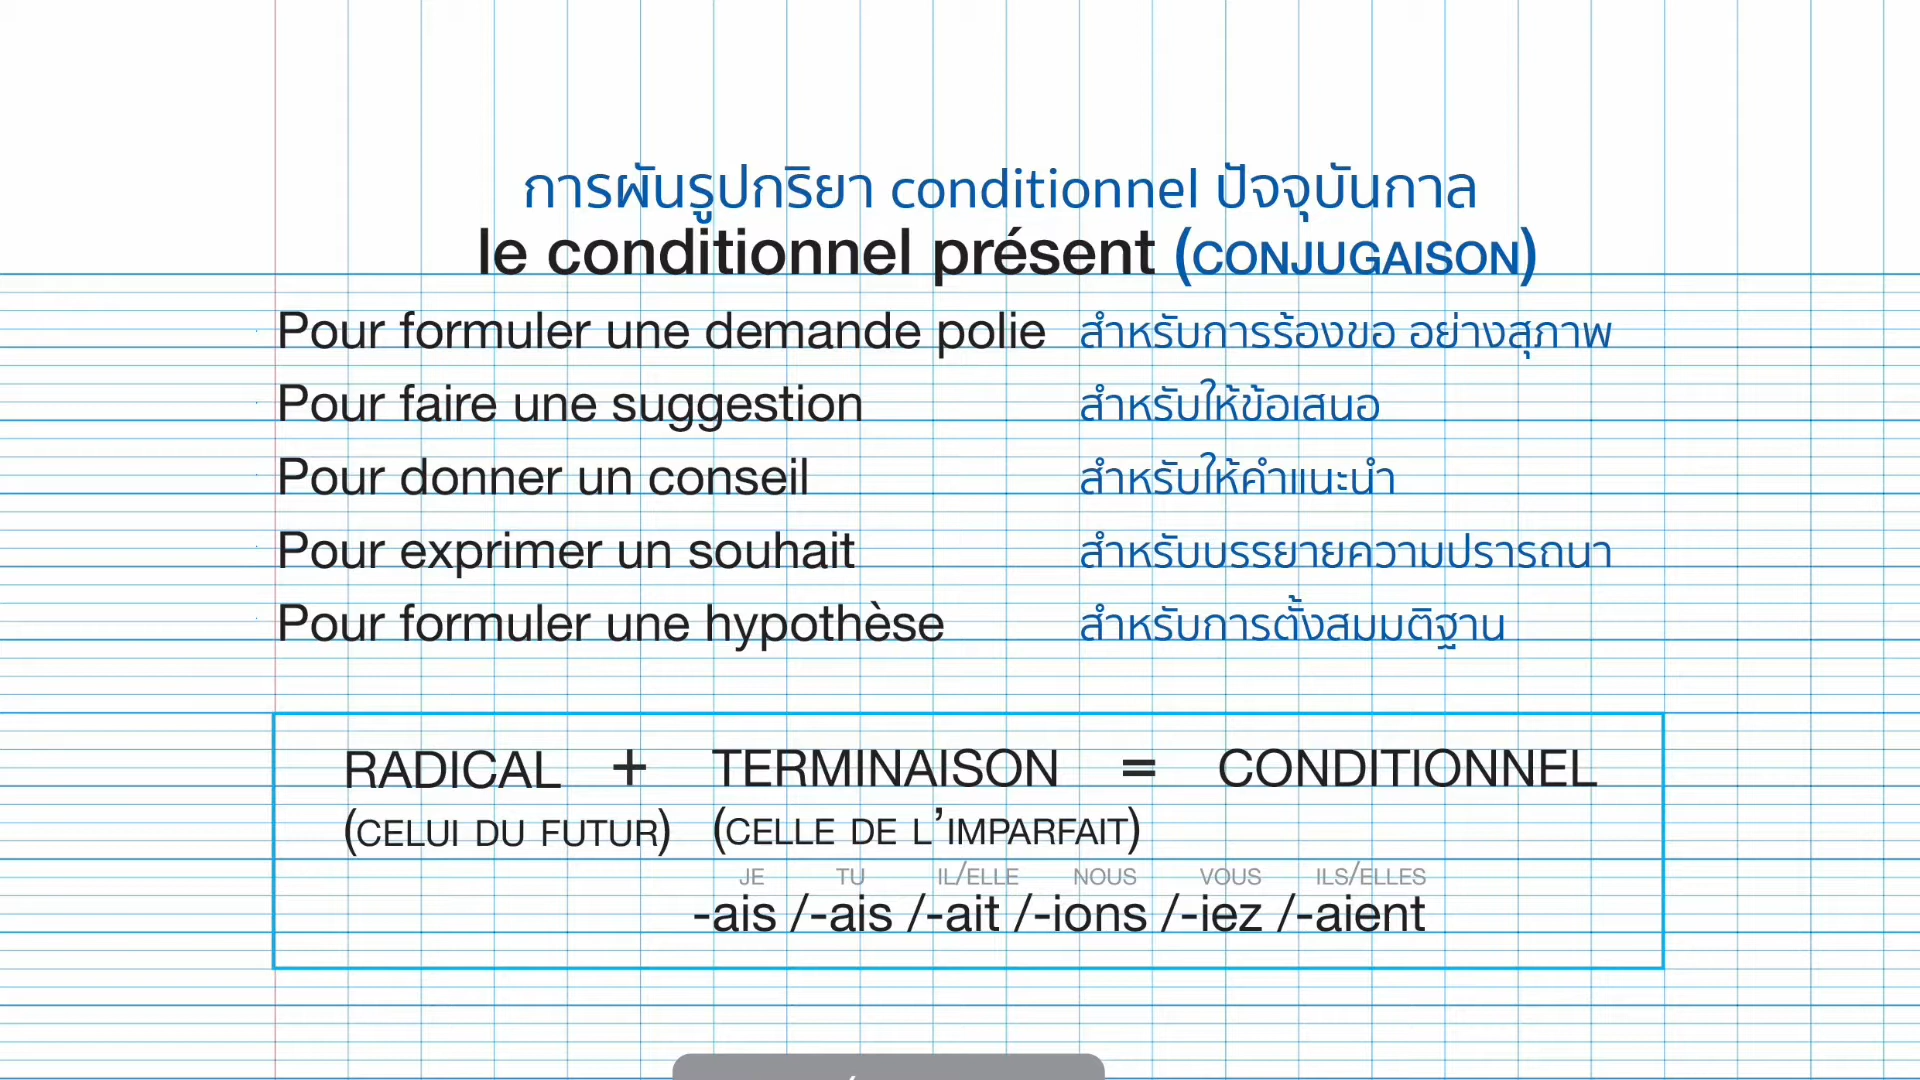 การผันรูปกริยา conditionnel ปัจจุบันกาล
le conditionnel présent (CONJUGAISON)
Pour formuler une demande polie สำหรับการร้องขอ อย่างสุภาพ
Pour faire une suggestion สำหรับให้ข้อเสนอ
Pour donner un conseil สำหรับให้คำแนะนำ
Pour exprimer un souhait สำหรับบรรยายความปรารถนา
Pour formuler une hypothèse สำหรับการตั้งสมมติฐาน
RADICAL + TERMINAISON = CONDITIONNEL
(CELUI DU FUTUR) (CELLE DE L'IMPARFAIT)
JE TU IL/ELLE NOUS VOUS ILS/ELLES
-ais /-ais /-ait /-ions /-iez /-aient